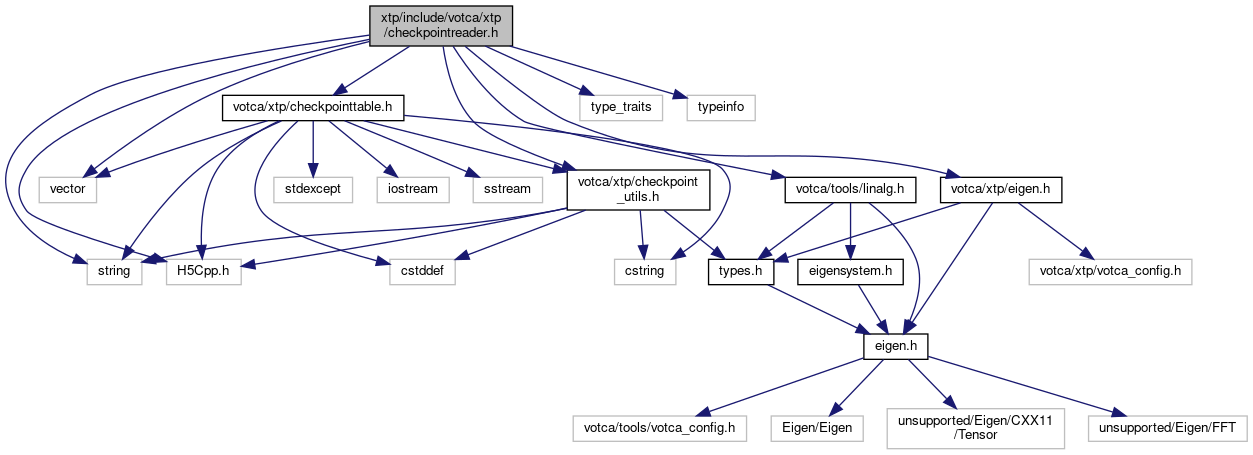 xtp/include/votca/xtp
/checkpointreader.h
votca/xtp/checkpointtable.h
type_traits
typeinfo
vector
stdexcept
iostream
sstream
votca/xtp/checkpoint
_utils.h
votca/tools/linalg.h
votca/xtp/eigen.h
string
H5Cpp.h
cstddef
cstring
types.h
eigensystem.h
votca/xtp/votca_config.h
eigen.h
votca/tools/votca_config.h
Eigen/Eigen
unsupported/Eigen/CXX11
/Tensor
unsupported/Eigen/FFT